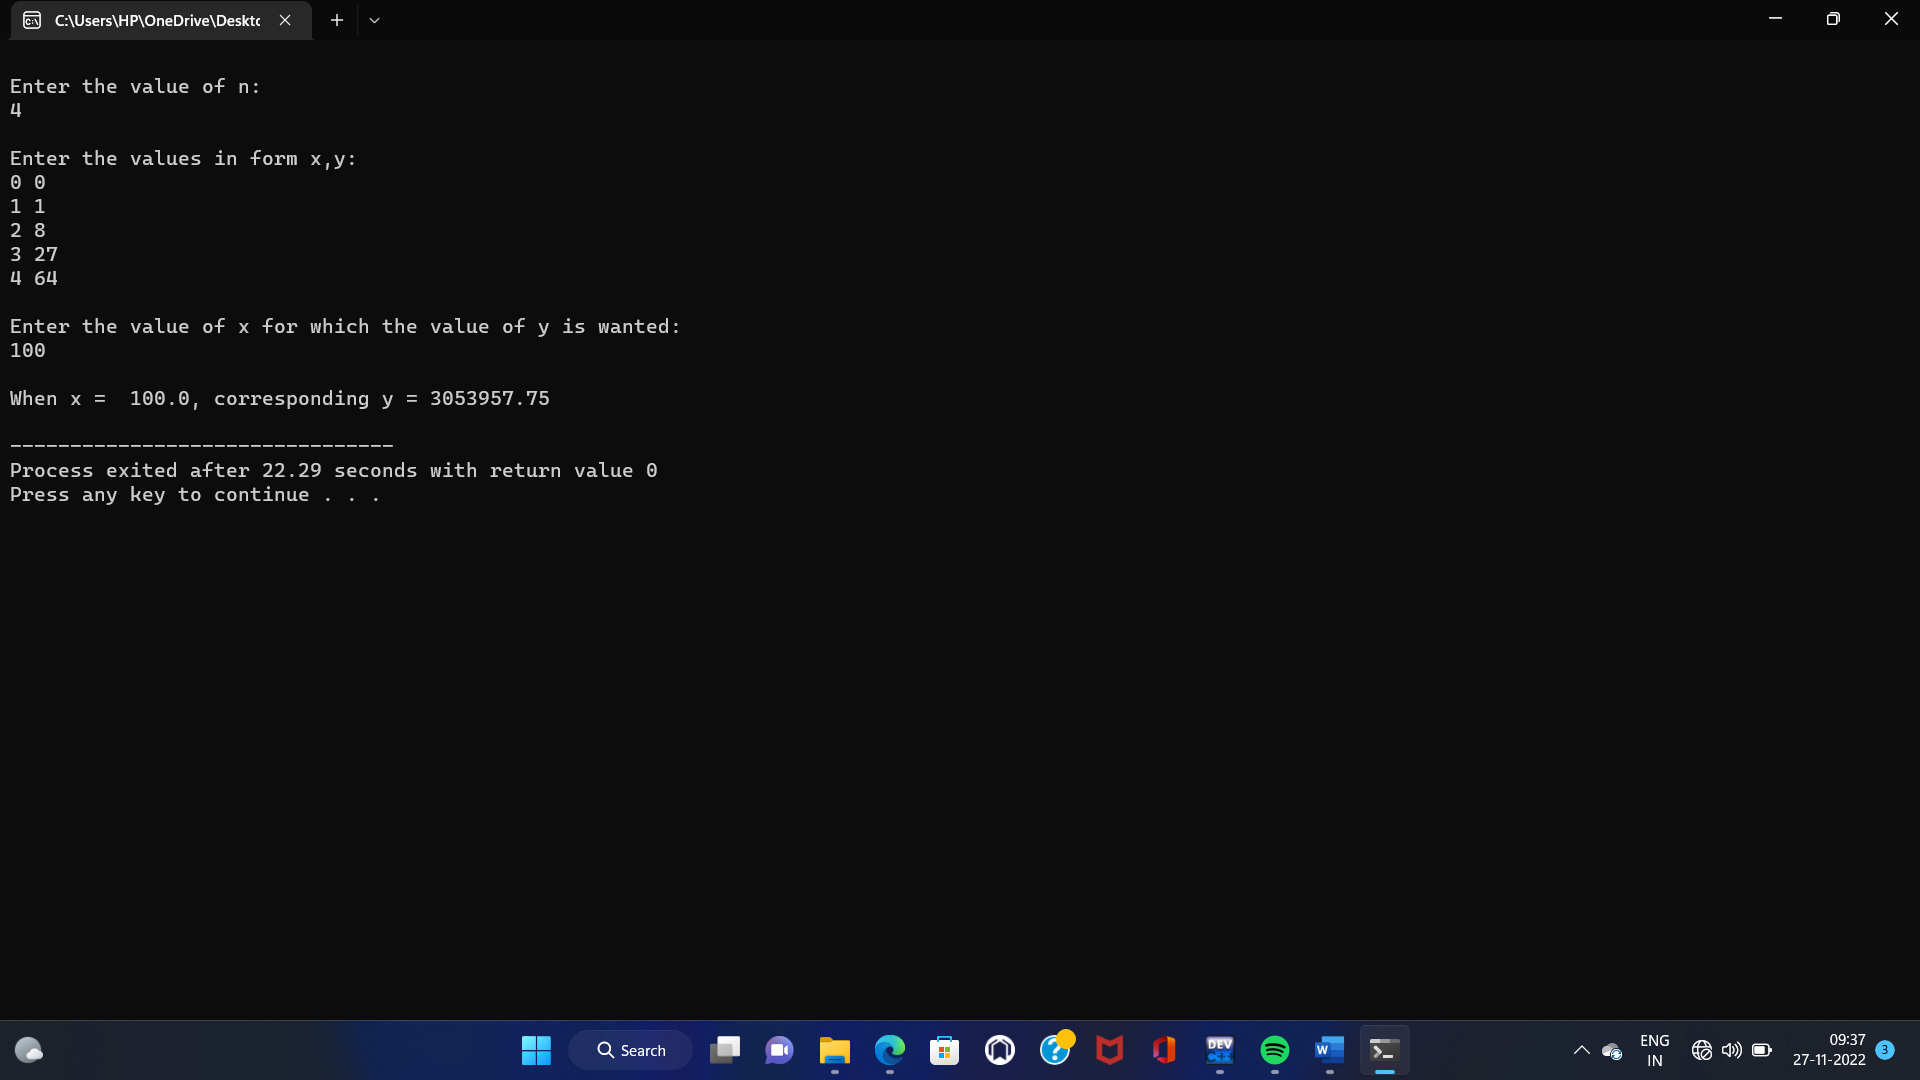 C:\Users\HP\OneDrive\Deskto
Enter the value of n:
4
Enter the values in form x,y:
0 0
1 1
2 8
3 27
4 64
Enter the value of x for which the value of y is wanted:
100
When x =  100.0, corresponding y = 3053957.75
--------------------------------
Process exited after 22.29 seconds with return value 0
Press any key to continue . . .
Search
DEV
C++
W
ENG
IN
09:37
27-11-2022
3